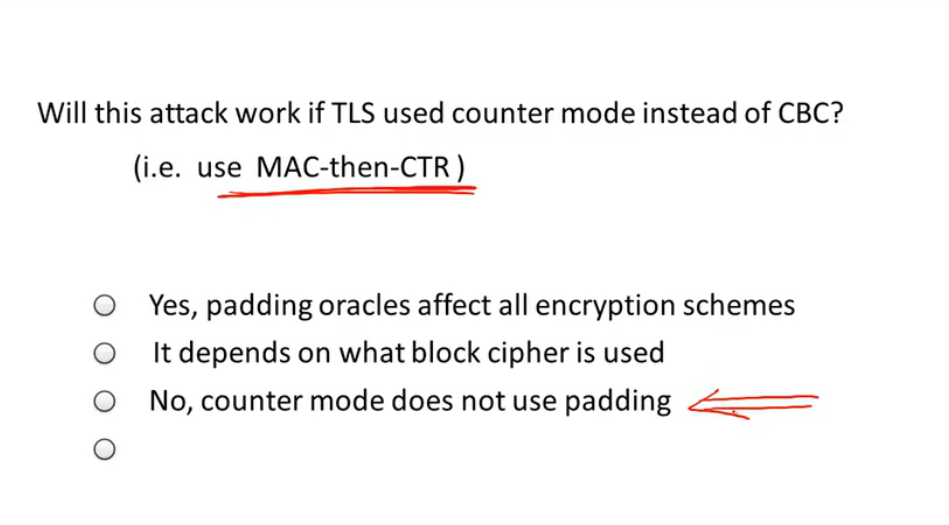 Will this attack work if TLS used counter mode instead of CBC?
(i.e. use MAC-then-CTR )
Yes, padding oracles affect all encryption schemes
It depends on what block cipher is used
No, counter mode does not use padding